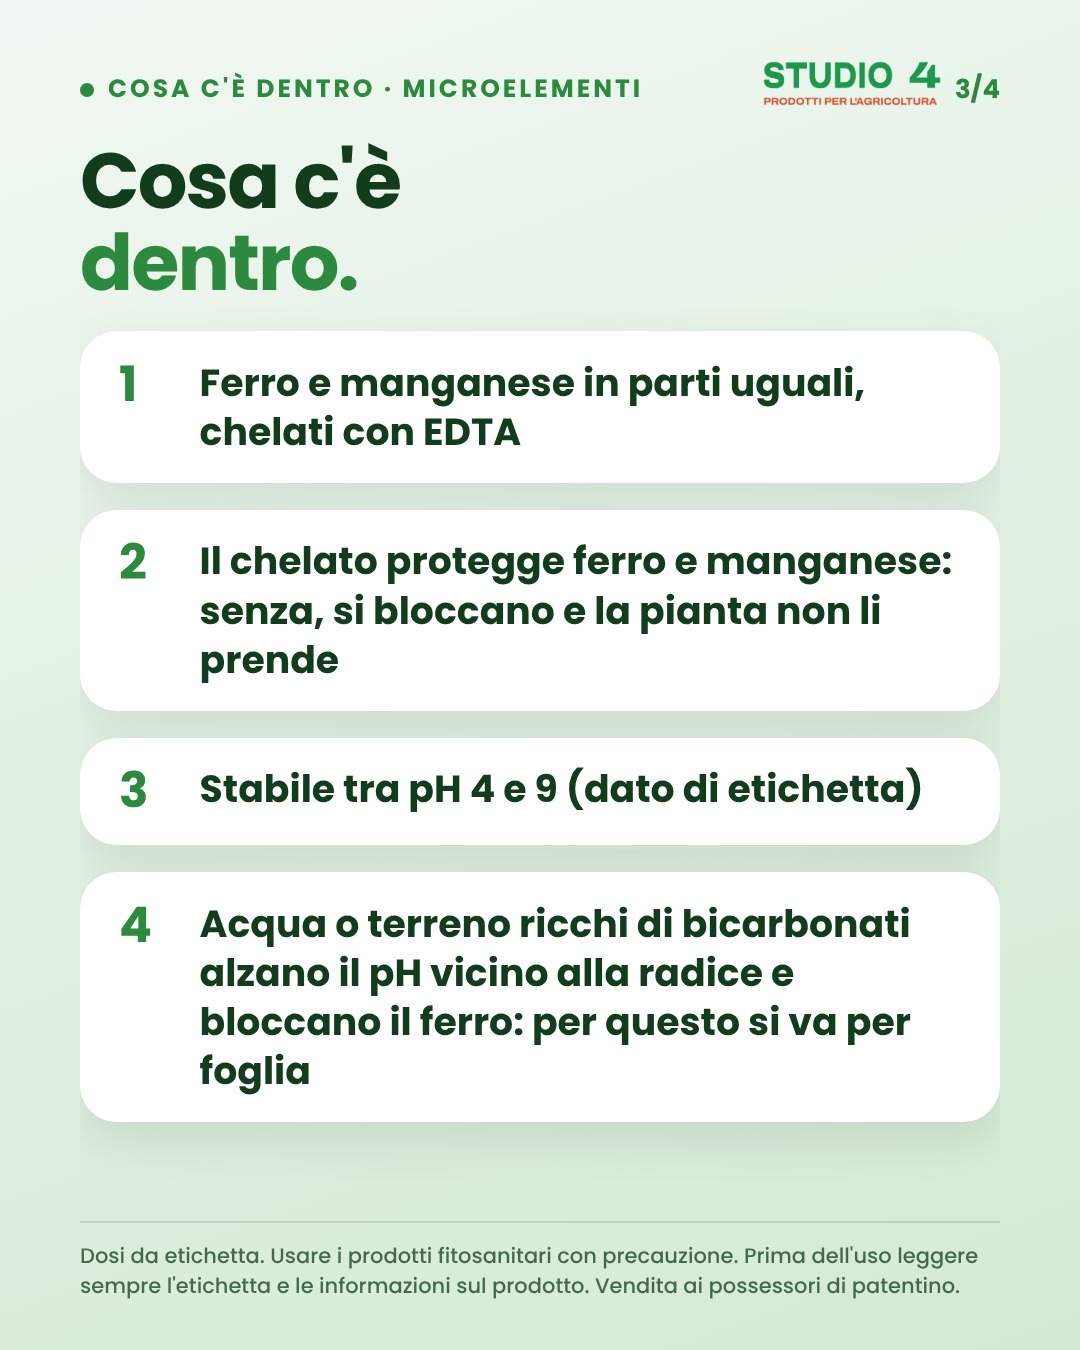 COSA C'È DENTRO · MICROELEMENTI
STUDIO 4
PRODOTTI PER L'AGRICOLTURA
3/4
Cosa c'è
dentro.
1
Ferro e manganese in parti uguali,
chelati con EDTA
2
Il chelato protegge ferro e manganese:
senza, si bloccano e la pianta non li
prende
3
Stabile tra pH 4 e 9 (dato di etichetta)
4
Acqua o terreno ricchi di bicarbonati
alzano il pH vicino alla radice e
bloccano il ferro: per questo si va per
foglia
Dosi da etichetta. Usare i prodotti fitosanitari con precauzione. Prima dell'uso leggere
sempre l'etichetta e le informazioni sul prodotto. Vendita ai possessori di patentino.